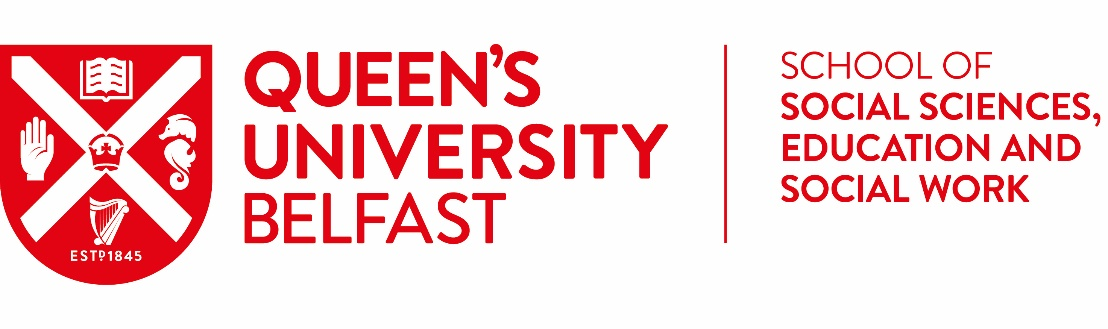 ESTD 1845
QUEEN'S
UNIVERSITY
BELFAST
SCHOOL OF
SOCIAL SCIENCES,
EDUCATION AND
SOCIAL WORK